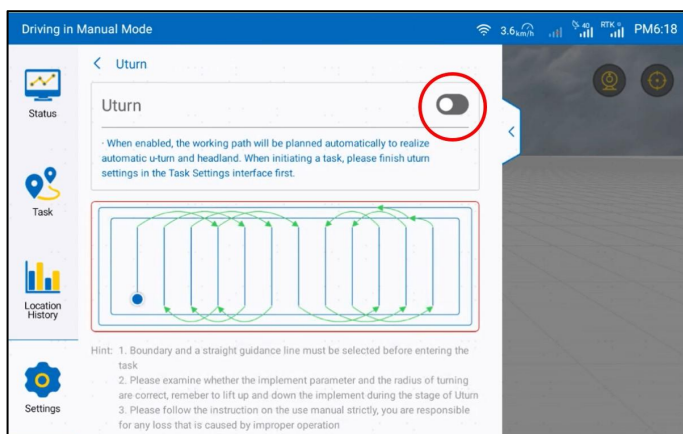 Driving in Manual Mode
3.6 km/h
40
RTK
PM6:18
Uturn
Status
Uturn
· When enabled, the working path will be planned automatically to realize
automatic u-turn and headland. When initiating a task, please finish uturn
settings in the Task Settings interface first.
Task
Location
History
Hint: 1. Boundary and a straight guidance line must be selected before entering the
task
2. Please examine whether the implement parameter and the radius of turning
are correct, remeber to lift up and down the implement during the stage of Uturn
3. Please follow the instruction on the use manual strictly, you are responsible
for any loss that is caused by improper operation
Settings